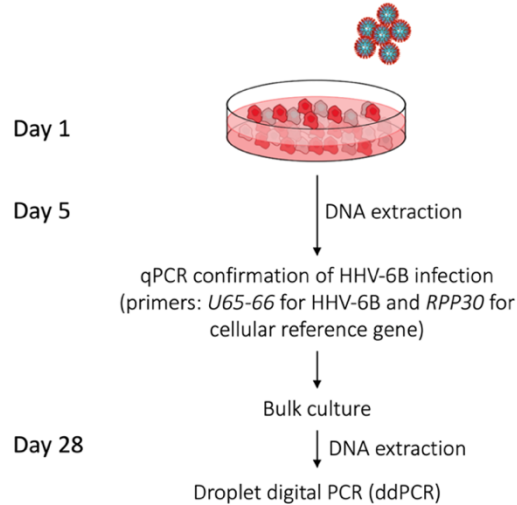 Day 1
Day 5
DNA extraction
qPCR confirmation of HHV-6B infection
(primers: U65-66 for HHV-6B and RPP30 for
cellular reference gene)
Bulk culture
Day 28
DNA extraction
Droplet digital PCR (ddPCR)